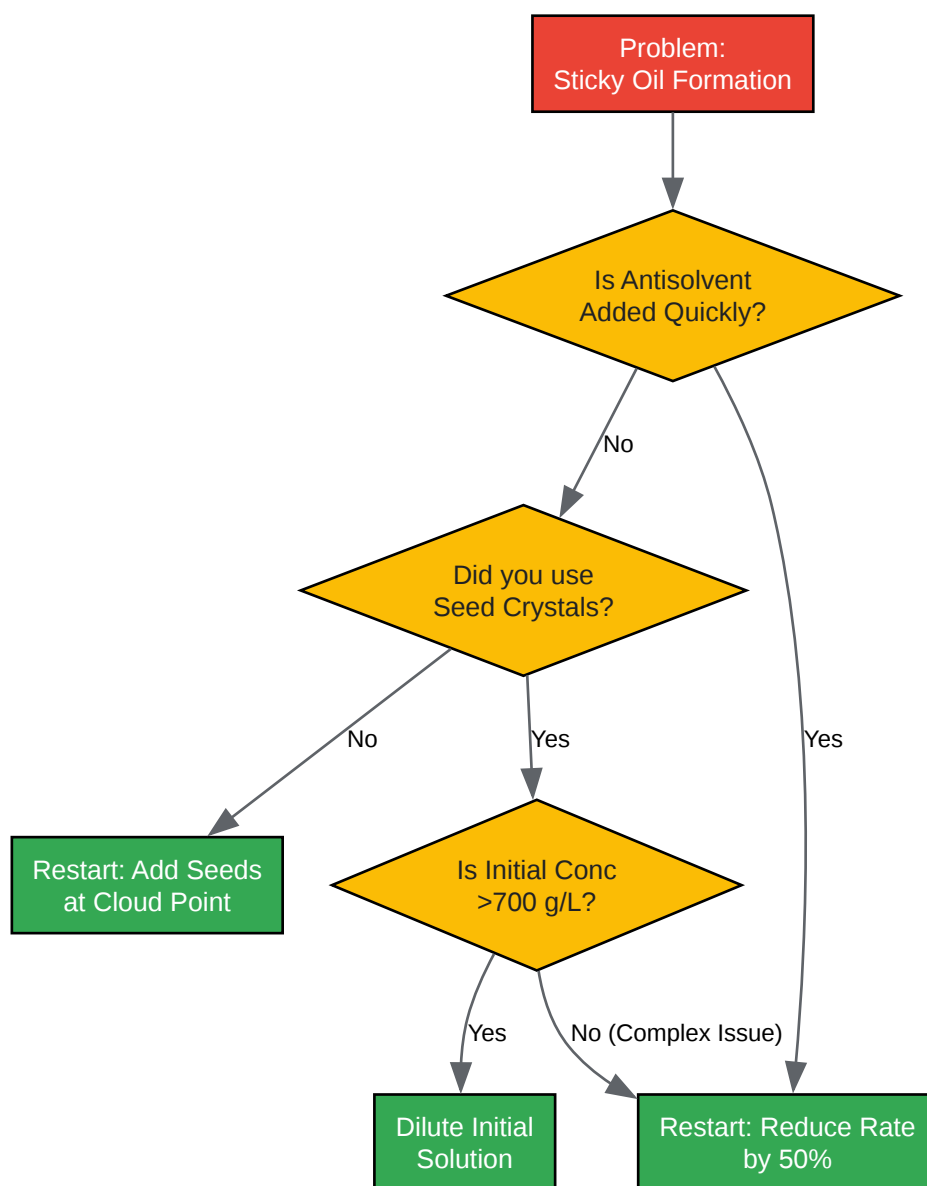 Problem:
Sticky Oil Formation
Is Antisolvent
Added Quickly?
No
Did you use
Seed Crystals?
No
Yes
Yes
Restart: Add Seeds
at Cloud Point
Is Initial Conc
>700 g/L?
Yes
No (Complex Issue)
Dilute Initial
Solution
Restart: Reduce Rate
by 50%